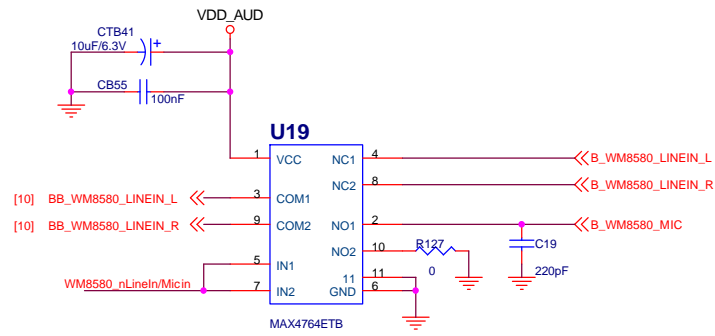 VDD_AUD
CTB41
10uF/6.3V
+
CB55
100nF
U19
1 VCC NC1 4 B_WM8580_LINEIN_L
NC2 8 B_WM8580_LINEIN_R
[10] BB_WM8580_LINEIN_L 3 COM1
[10] BB_WM8580_LINEIN_R 9 COM2 NO1 2 B_WM8580_MIC
NO2 10 R127 C19
5 IN1 11 11 0 220pF
WM8580_nLineIn/Micin 7 IN2 GND 6
MAX4764ETB